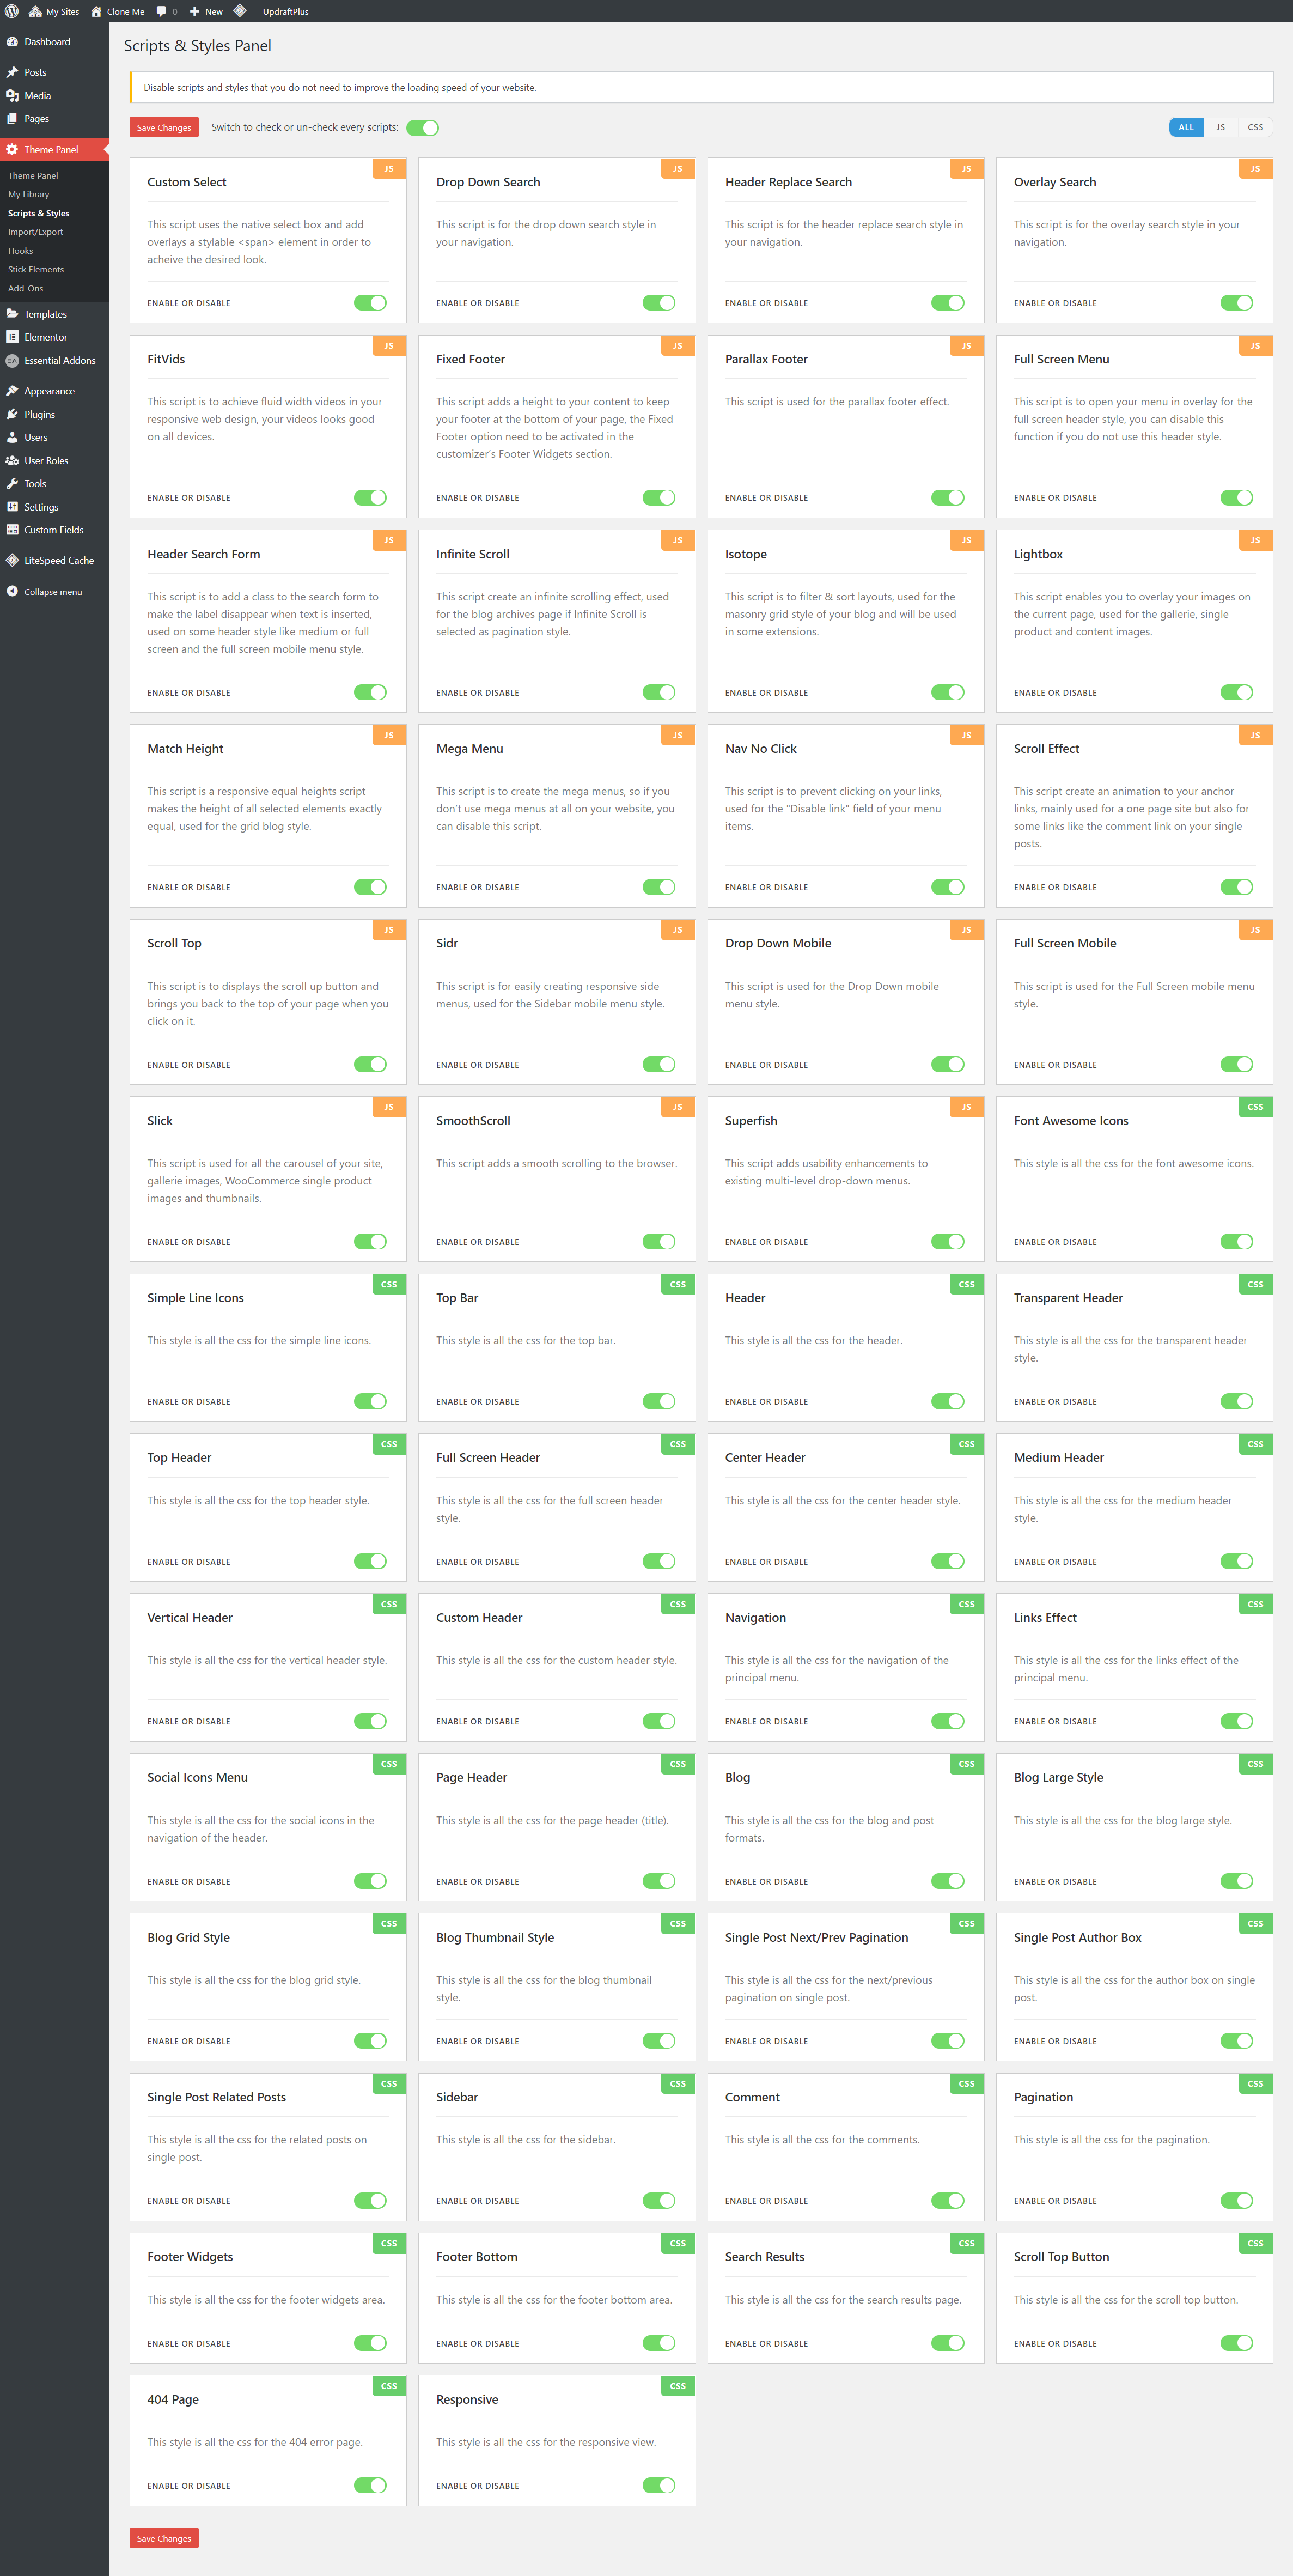 My Sites
Clone Me
0
New
UpdraftPlus
Dashboard
Posts
Media
Pages
Theme Panel
Theme Panel
My Library
Scripts & Styles
Import/Export
Hooks
Stick Elements
Add-Ons
Templates
Elementor
Essential Addons
Appearance
Plugins
Users
User Roles
Tools
Settings
Custom Fields
LiteSpeed Cache
Collapse menu
Scripts & Styles Panel
Disable scripts and styles that you do not need to improve the loading speed of your website.
Save Changes
Switch to check or un-check every scripts:
ALL
JS
CSS
JS
Custom Select
This script uses the native select box and add
overlays a stylable <span> element in order to
acheive the desired look.
ENABLE OR DISABLE
JS
Drop Down Search
This script is for the drop down search style in
your navigation.
ENABLE OR DISABLE
JS
Header Replace Search
This script is for the header replace search style in
your navigation.
ENABLE OR DISABLE
JS
Overlay Search
This script is for the overlay search style in your
navigation.
ENABLE OR DISABLE
JS
FitVids
This script is to achieve fluid width videos in your
responsive web design, your videos looks good
on all devices.
ENABLE OR DISABLE
JS
Fixed Footer
This script adds a height to your content to keep
your footer at the bottom of your page, the Fixed
Footer option need to be activated in the
customizer's Footer Widgets section.
ENABLE OR DISABLE
JS
Parallax Footer
This script is used for the parallax footer effect.
ENABLE OR DISABLE
JS
Full Screen Menu
This script is to open your menu in overlay for the
full screen header style, you can disable this
function if you do not use this header style.
ENABLE OR DISABLE
JS
Header Search Form
This script is to add a class to the search form to
make the label disappear when text is inserted,
used on some header style like medium or full
screen and the full screen mobile menu style.
ENABLE OR DISABLE
JS
Infinite Scroll
This script create an infinite scrolling effect, used
for the blog archives page if Infinite Scroll is
selected as pagination style.
ENABLE OR DISABLE
JS
Isotope
This script is to filter & sort layouts, used for the
masonry grid style of your blog and will be used
in some extensions.
ENABLE OR DISABLE
JS
Lightbox
This script enables you to overlay your images on
the current page, used for the gallerie, single
product and content images.
ENABLE OR DISABLE
JS
Match Height
This script is a responsive equal heights script
makes the height of all selected elements exactly
equal, used for the grid blog style.
ENABLE OR DISABLE
JS
Mega Menu
This script is to create the mega menus, so if you
don't use mega menus at all on your website, you
can disable this script.
ENABLE OR DISABLE
JS
Nav No Click
This script is to prevent clicking on your links,
used for the "Disable link" field of your menu
items.
ENABLE OR DISABLE
JS
Scroll Effect
This script create an animation to your anchor
links, mainly used for a one page site but also for
some links like the comment link on your single
posts.
ENABLE OR DISABLE
JS
Scroll Top
This script is to displays the scroll up button and
brings you back to the top of your page when you
click on it.
ENABLE OR DISABLE
JS
Sidr
This script is for easily creating responsive side
menus, used for the Sidebar mobile menu style.
ENABLE OR DISABLE
JS
Drop Down Mobile
This script is used for the Drop Down mobile
menu style.
ENABLE OR DISABLE
JS
Full Screen Mobile
This script is used for the Full Screen mobile menu
style.
ENABLE OR DISABLE
JS
Slick
This script is used for all the carousel of your site,
gallerie images, WooCommerce single product
images and thumbnails.
ENABLE OR DISABLE
JS
SmoothScroll
This script adds a smooth scrolling to the browser.
ENABLE OR DISABLE
JS
Superfish
This script adds usability enhancements to
existing multi-level drop-down menus.
ENABLE OR DISABLE
CSS
Font Awesome Icons
This style is all the css for the font awesome icons.
ENABLE OR DISABLE
CSS
Simple Line Icons
This style is all the css for the simple line icons.
ENABLE OR DISABLE
CSS
Top Bar
This style is all the css for the top bar.
ENABLE OR DISABLE
CSS
Header
This style is all the css for the header.
ENABLE OR DISABLE
CSS
Transparent Header
This style is all the css for the transparent header
style.
ENABLE OR DISABLE
CSS
Top Header
This style is all the css for the top header style.
ENABLE OR DISABLE
CSS
Full Screen Header
This style is all the css for the full screen header
style.
ENABLE OR DISABLE
CSS
Center Header
This style is all the css for the center header style.
ENABLE OR DISABLE
CSS
Medium Header
This style is all the css for the medium header
style.
ENABLE OR DISABLE
CSS
Vertical Header
This style is all the css for the vertical header style.
ENABLE OR DISABLE
CSS
Custom Header
This style is all the css for the custom header style.
ENABLE OR DISABLE
CSS
Navigation
This style is all the css for the navigation of the
principal menu.
ENABLE OR DISABLE
CSS
Links Effect
This style is all the css for the links effect of the
principal menu.
ENABLE OR DISABLE
CSS
Social Icons Menu
This style is all the css for the social icons in the
navigation of the header.
ENABLE OR DISABLE
CSS
Page Header
This style is all the css for the page header (title).
ENABLE OR DISABLE
CSS
Blog
This style is all the css for the blog and post
formats.
ENABLE OR DISABLE
CSS
Blog Large Style
This style is all the css for the blog large style.
ENABLE OR DISABLE
CSS
Blog Grid Style
This style is all the css for the blog grid style.
ENABLE OR DISABLE
CSS
Blog Thumbnail Style
This style is all the css for the blog thumbnail
style.
ENABLE OR DISABLE
CSS
Single Post Next/Prev Pagination
This style is all the css for the next/previous
pagination on single post.
ENABLE OR DISABLE
CSS
Single Post Author Box
This style is all the css for the author box on single
post.
ENABLE OR DISABLE
CSS
Single Post Related Posts
This style is all the css for the related posts on
single post.
ENABLE OR DISABLE
CSS
Sidebar
This style is all the css for the sidebar.
ENABLE OR DISABLE
CSS
Comment
This style is all the css for the comments.
ENABLE OR DISABLE
CSS
Pagination
This style is all the css for the pagination.
ENABLE OR DISABLE
CSS
Footer Widgets
This style is all the css for the footer widgets area.
ENABLE OR DISABLE
CSS
Footer Bottom
This style is all the css for the footer bottom area.
ENABLE OR DISABLE
CSS
Search Results
This style is all the css for the search results page.
ENABLE OR DISABLE
CSS
Scroll Top Button
This style is all the css for the scroll top button.
ENABLE OR DISABLE
CSS
404 Page
This style is all the css for the 404 error page.
ENABLE OR DISABLE
CSS
Responsive
This style is all the css for the responsive view.
ENABLE OR DISABLE
Save Changes